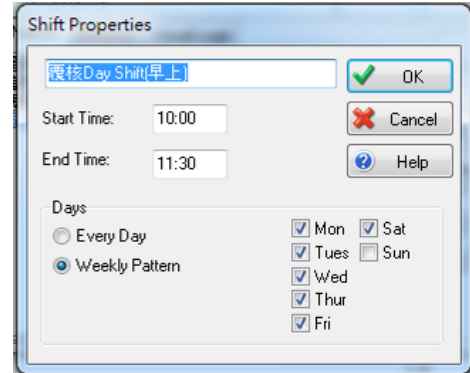 Shift Properties
覆核Day Shift(早上)
OK
Start Time: 10:00
Cancel
End Time: 11:30
Help
Days
Every Day
Weekly Pattern
Mon Sat
Tues Sun
Wed
Thur
Fri